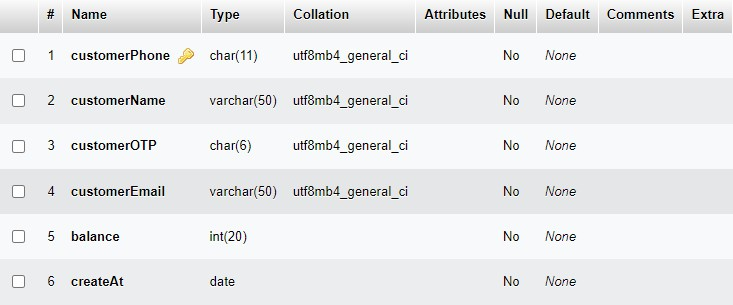 # Name Type Collation Attributes Null Default Comments Extra
1 customerPhone char(11) utf8mb4_general_ci No None
2 customerName varchar(50) utf8mb4_general_ci No None
3 customerOTP char(6) utf8mb4_general_ci No None
4 customerEmail varchar(50) utf8mb4_general_ci No None
5 balance int(20) No None
6 createAt date No None